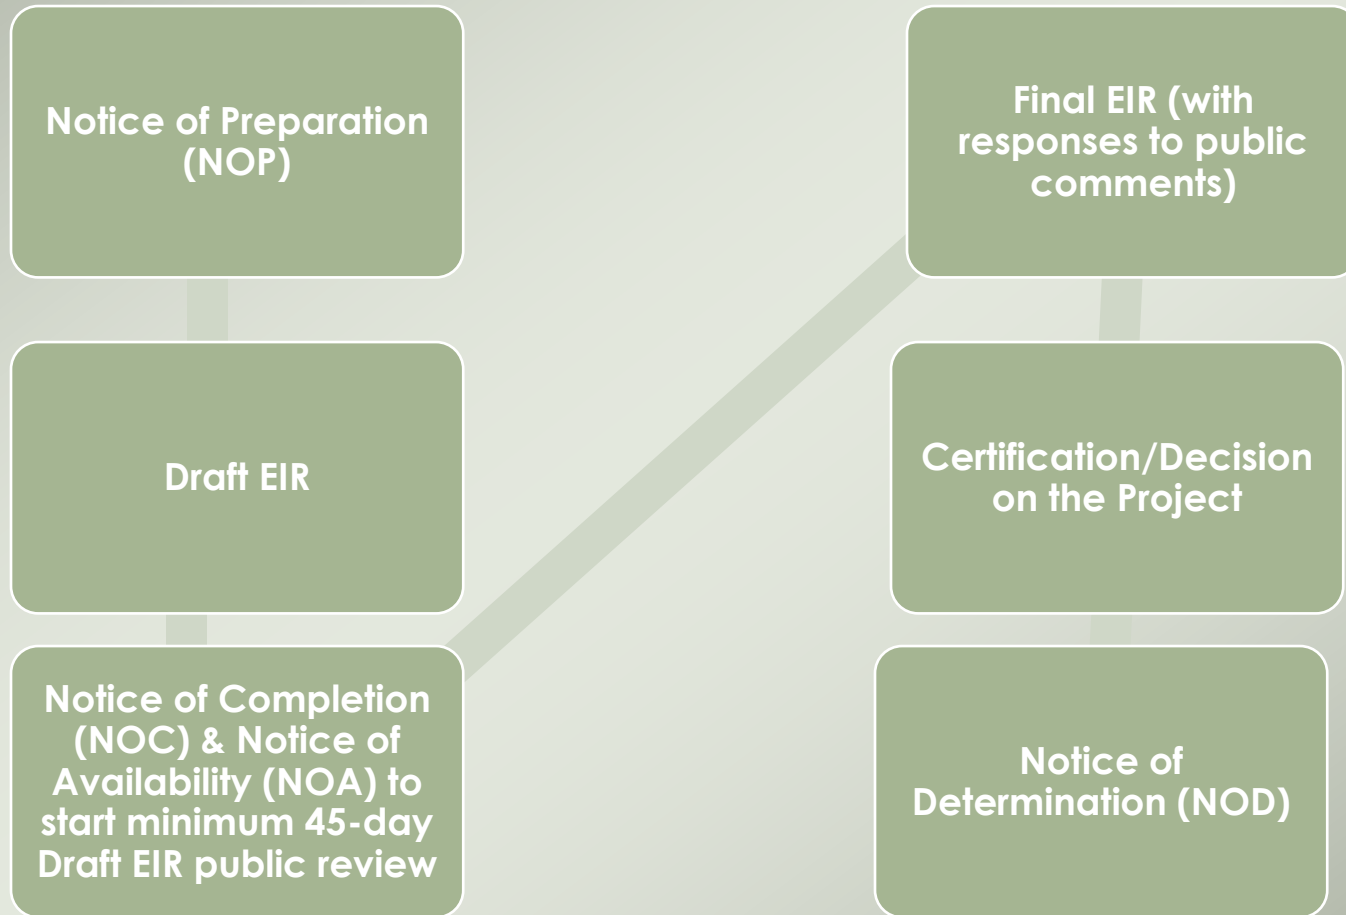 Notice of Preparation
(NOP)
Draft EIR
Notice of Completion
(NOC) & Notice of
Availability (NOA) to
start minimum 45-day
Draft EIR public review
Final EIR (with
responses to public
comments)
Certification/Decision
on the Project
Notice of
Determination (NOD)